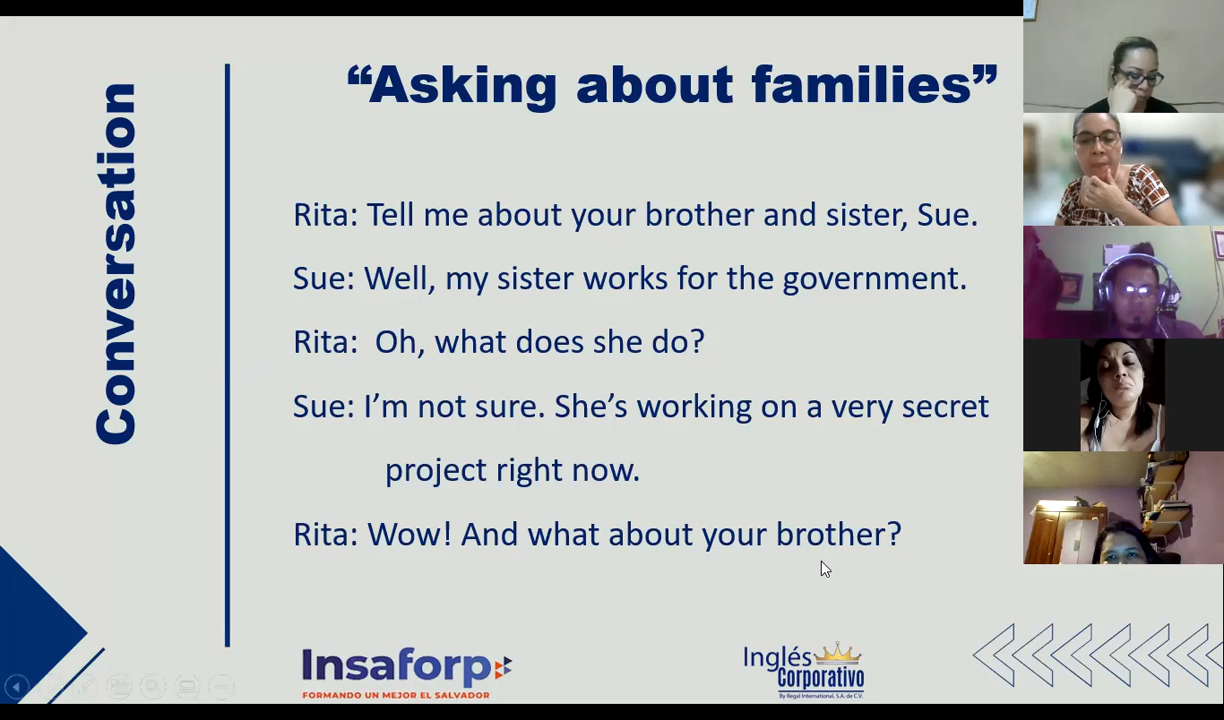 Conversation
“Asking about families”
Rita: Tell me about your brother and sister, Sue.
Sue: Well, my sister works for the government.
Rita: Oh, what does she do?
Sue: I’m not sure. She’s working on a very secret
project right now.
Rita: Wow! And what about your brother?
Insaforp
FORMANDO UN MEJOR EL SALVADOR
Inglés
Corporativo
By Regal International, S.A. de C.V.